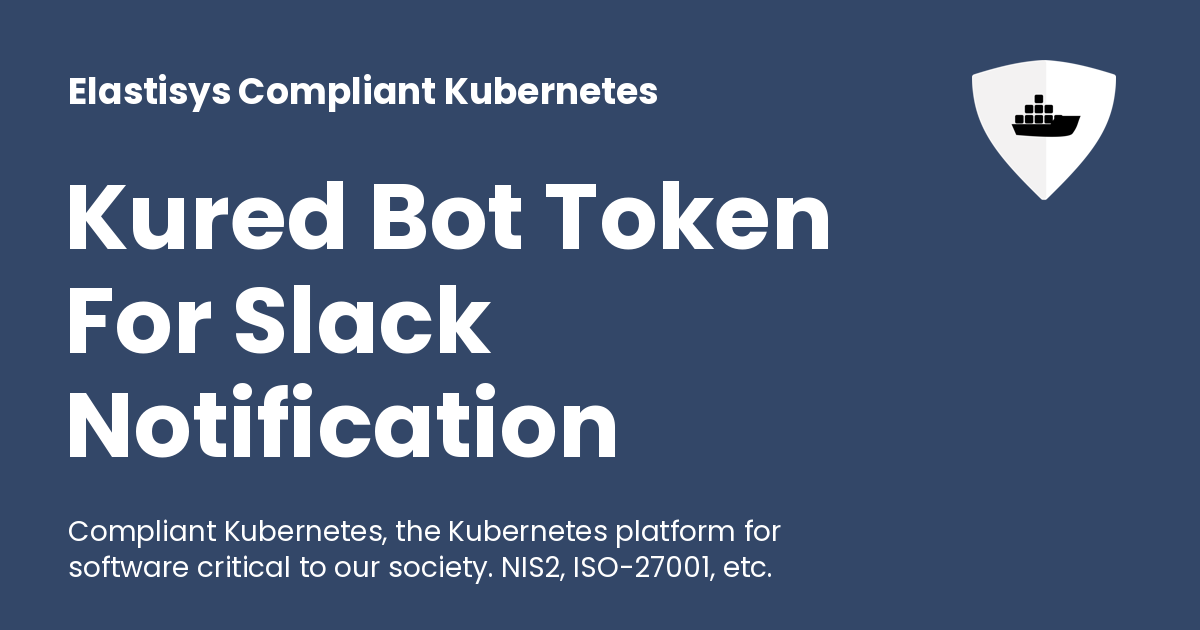 Elastisys Compliant Kubernetes
Kured Bot Token
For Slack
Notification
Compliant Kubernetes, the Kubernetes platform for
software critical to our society. NIS2, ISO-27001, etc.